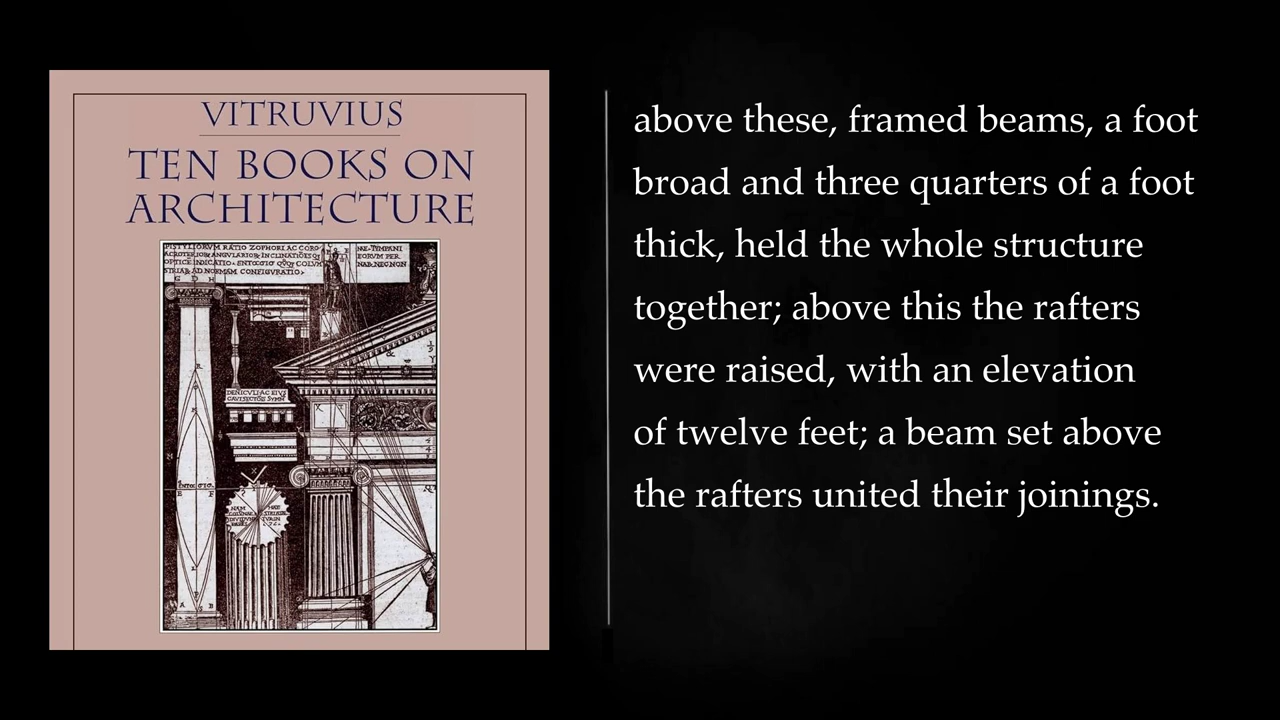 VITRUVIUS
TEN BOOKS ON
ARCHITECTURE
above these, framed beams, a foot
broad and three quarters of a foot
thick, held the whole structure
together; above this the rafters
were raised, with an elevation
of twelve feet; a beam set above
the rafters united their joinings.